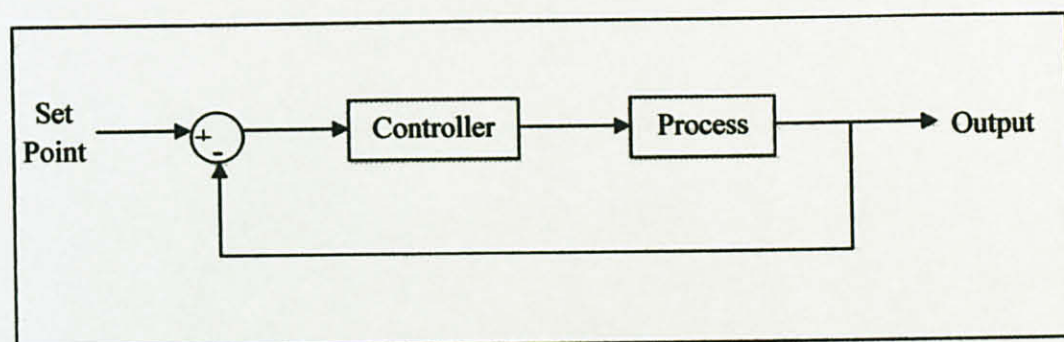 Set
Point
+
-
Controller
Process
Output